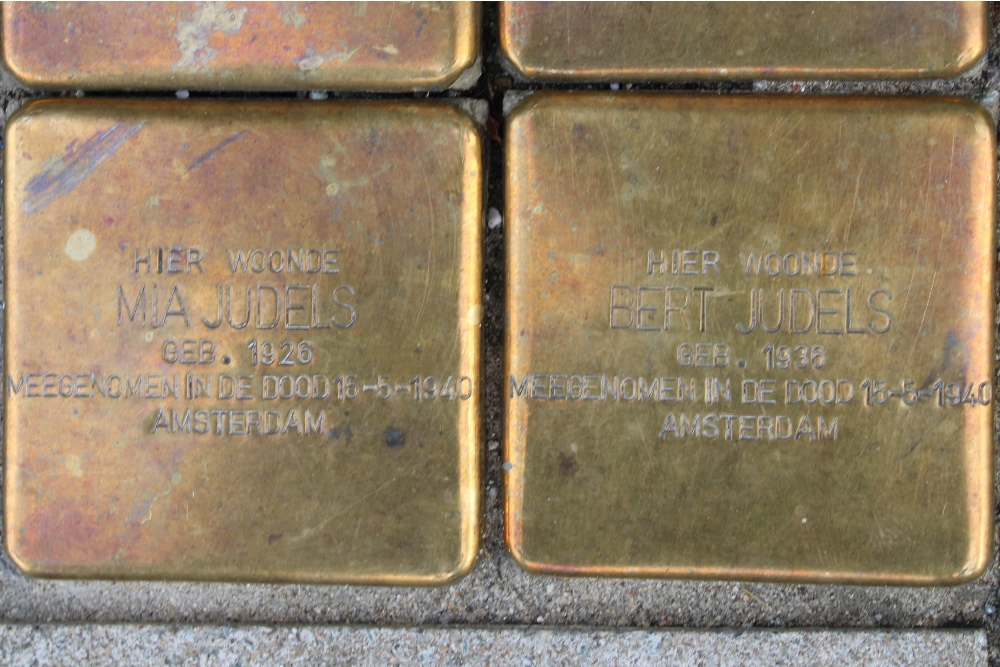 HIER WOONDE
MIA JUDELS
GEB. 1926
MEEGENOMEN IN DE DOOD 15-5-1940
AMSTERDAM
HIER WOONDE
BERT JUDELS
GEB. 1936
MEEGENOMEN IN DE DOOD 15-5-1940
AMSTERDAM